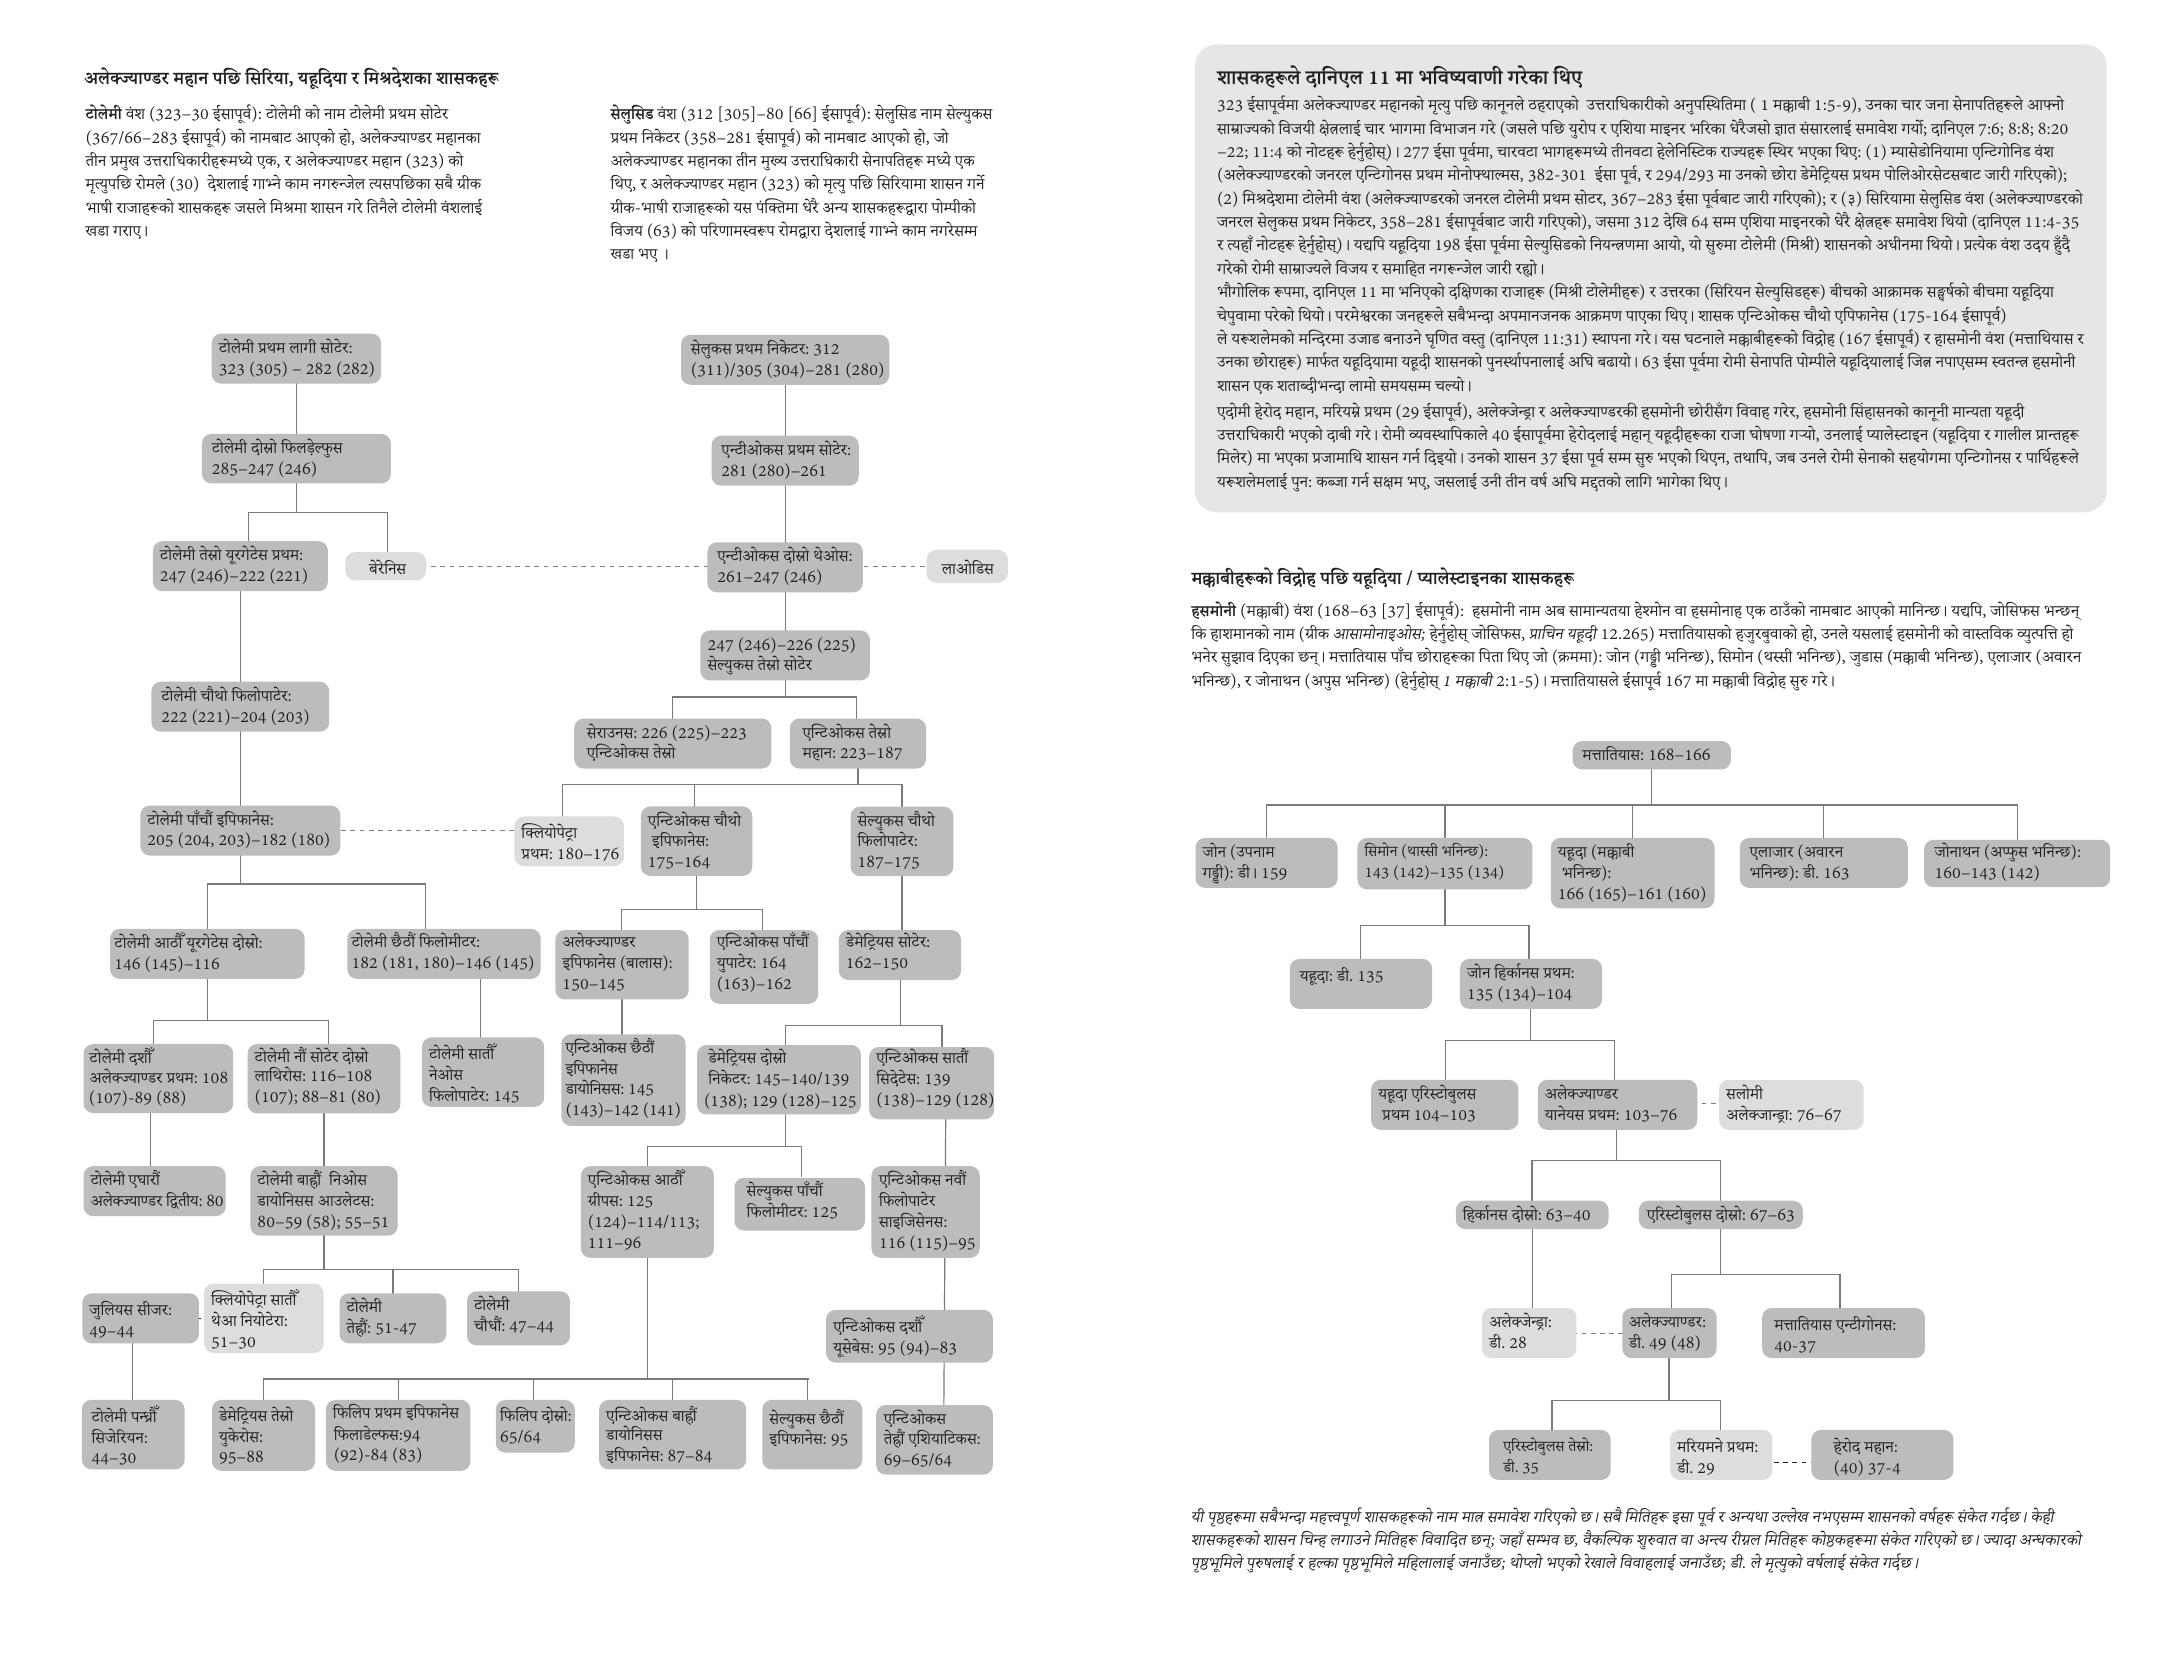 अलेक्ज्याण्डर महान पछि सिरिया, यहूदिया र मिश्रदेशका शासकहरू
टोलेमी वंश (323–30 ईसापूर्व): टोलेमी को नाम टोलेमी प्रथम सोटेर
(367/66–283 ईसापूर्व) को नामबाट आएको हो, अलेक्ज्याण्डर महानका
तीन प्रमुख उत्तराधिकारीहरूमध्ये एक, र अलेक्ज्याण्डर महान (323) को
मृत्युपछि रोमले (30) देशलाई गाभ्ने काम नगरुन्जेल त्यसपछिका सबै ग्रीक
भाषी राजाहरूको शासकहरू जसले मिश्रमा शासन गरे तिनैले टोलेमी वंशलाई
खडा गराए।
सेलुसिड वंश (312 [305]–80 [66] ईसापूर्व): सेलुसिड नाम सेल्युकस
प्रथम निकेटर (358–281 ईसापूर्व) को नामबाट आएको हो, जो
अलेक्ज्याण्डर महानका तीन मुख्य उत्तराधिकारी सेनापतिहरू मध्ये एक
थिए, र अलेक्ज्याण्डर महान (323) को मृत्यु पछि सिरियामा शासन गर्ने
ग्रीक-भाषी राजाहरूको यस पंक्तिमा धेरै अन्य शासकहरूद्वारा पोम्पीको
विजय (63) को परिणामस्वरूप रोमद्वारा देशलाई गाभ्ने काम नगरेसम्म
खडा भए ।
टोलेमी प्रथम लागी सोटेर:
323 (305) – 282 (282)
सेलुकस प्रथम निकेटर: 312
(311)/305 (304)–281 (280)
टोलेमी दोस्रो फिलड़ेल्फुस
285–247 (246)
एन्टीओकस प्रथम सोटेर:
281 (280)–261
टोलेमी तेस्रो यूरगेटेस प्रथम:
247 (246)–222 (221)
बेरेनिस
एन्टीओकस दोस्रो थेओस:
261–247 (246)
लाओडिस
247 (246)–226 (225)
सेल्युकस तेस्रो सोटेर
टोलेमी चौथो फिलोपाटेर:
222 (221)–204 (203)
सेराउनस: 226 (225)–223
एन्टिओकस तेस्रो
एन्टिओकस तेस्रो
महान: 223–187
टोलेमी पाँचौं इपिफानेस:
205 (204, 203)–182 (180)
क्लियोपेट्रा
प्रथम: 180–176
एन्टिओकस चौथो
इपिफानेस:
175–164
सेल्युकस चौथो
फिलोपाटेर:
187–175
टोलेमी आठौँ यूरगेटेस दोस्रो:
146 (145)–116
टोलेमी छैठौं फिलोमीटर:
182 (181, 180)–146 (145)
अलेक्ज्याण्डर
इपिफानेस (बालास):
150–145
एन्टिओकस पाँचौं
युपाटेर: 164
(163)–162
डेमेट्रियस सोटेर:
162–150
टोलेमी दशौँ
अलेक्ज्याण्डर प्रथम: 108
(107)-89 (88)
टोलेमी नौं सोटेर दोस्रो
लाथिरोस: 116–108
(107); 88–81 (80)
टोलेमी सातौँ
नेओस
फिलोपाटेर: 145
एन्टिओकस छैठौं
इपिफानेस
डायोनिसस: 145
(143)–142 (141)
डेमेट्रियस दोस्रो
निकेटर: 145–140/139
(138); 129 (128)–125
एन्टिओकस सातौं
सिदेटेस: 139
(138)–129 (128)
टोलेमी एघारौं
अलेक्ज्याण्डर द्वितीय: 80
टोलेमी बाह्रौं निओस
डायोनिसस आउलेटस:
80–59 (58); 55–51
एन्टिओकस आठौँ
ग्रीपस: 125
(124)–114/113;
111–96
सेल्युकस पाँचौं
फिलोमीटर: 125
एन्टिओकस नवौं
फिलोपाटेर
साइजिसेनस:
116 (115)–95
जुलियस सीजर:
49–44
क्लियोपेट्रा सातौँ
थेआ नियोटेरा:
51–30
टोलेमी
तेह्रौं: 51-47
टोलेमी
चौधौं: 47–44
एन्टिओकस दशौँ
यूसेबेस: 95 (94)–83
टोलेमी पन्ध्रौँ
सिजेरियन:
44–30
डेमेट्रियस तेस्रो
युकेरोस:
95–88
फिलिप प्रथम इपिफानेस
फिलाडेल्फस:94
(92)-84 (83)
फिलिप दोस्रो:
65/64
एन्टिओकस बाह्रौं
डायोनिसस
इपिफानेस: 87–84
सेल्युकस छैठौं
इपिफानेस: 95
एन्टिओकस
तेह्रौं एशियाटिकस:
69–65/64
शासकहरूले दानिएल 11 मा भविष्यवाणी गरेका थिए
323 ईसापूर्वमा अलेक्ज्याण्डर महानको मृत्यु पछि कानूनले ठहराएको उत्तराधिकारीको अनुपस्थितिमा ( 1 मक्काबी 1:5-9), उनका चार जना सेनापतिहरूले आफ्नो
साम्राज्यको विजयी क्षेत्रलाई चार भागमा विभाजन गरे (जसले पछि युरोप र एशिया माइनर भरिका धेरैजसो ज्ञात संसारलाई समावेश गर्यो; दानिएल 7:6; 8:8; 8:20
–22; 11:4 को नोटहरू हेर्नुहोस्)। 277 ईसा पूर्वमा, चारवटा भागहरूमध्ये तीनवटा हेलेनिस्टिक राज्यहरू स्थिर भएका थिए: (1) म्यासेडोनियामा एन्टिगोनिड वंश
(अलेक्ज्याण्डरको जनरल एन्टिगोनस प्रथम मोनोफ्थाल्मस, 382-301 ईसा पूर्व, र 294/293 मा उनको छोरा डेमेट्रियस प्रथम पोलिओरसेटसबाट जारी गरिएको);
(2) मिश्रदेशमा टोलेमी वंश (अलेक्ज्याण्डरको जनरल टोलेमी प्रथम सोटर, 367–283 ईसा पूर्वबाट जारी गरिएको); र (३) सिरियामा सेलुसिड वंश (अलेक्ज्याण्डरको
जनरल सेलुकस प्रथम निकेटर, 358–281 ईसापूर्वबाट जारी गरिएको), जसमा 312 देखि 64 सम्म एशिया माइनरको धेरै क्षेत्रहरू समावेश थियो (दानिएल 11:4-35
र त्यहाँ नोटहरू हेर्नुहोस्)। यद्यपि यहूदिया 198 ईसा पूर्वमा सेल्युसिडको नियन्त्रणमा आयो, यो सुरुमा टोलेमी (मिश्री) शासनको अधीनमा थियो। प्रत्येक वंश उदय हुँदै
गरेको रोमी साम्राज्यले विजय र समाहित नगरून्जेल जारी रह्यो।
भौगोलिक रूपमा, दानिएल 11 मा भनिएको दक्षिणका राजाहरू (मिश्री टोलेमीहरू) र उत्तरका (सिरियन सेल्युसिडहरू) बीचको आक्रामक सङ्घर्षको बीचमा यहूदिया
चेपुवामा परेको थियो। परमेश्वरका जनहरूले सबैभन्दा अपमानजनक आक्रमण पाएका थिए। शासक एन्टिओकस चौथो एपिफानेस (175-164 ईसापूर्व)
ले यरूशलेमको मन्दिरमा उजाड बनाउने घृणित वस्तु (दानिएल 11:31) स्थापना गरे। यस घटनाले मक्काबीहरूको विद्रोह (167 ईसापूर्व) र हासमोनी वंश (मत्ताथियास र
उनका छोराहरू) मार्फत यहूदियामा यहूदी शासनको पुनर्स्थापनालाई अघि बढायो। 63 ईसा पूर्वमा रोमी सेनापति पोम्पीले यहूदियालाई जित्न नपाएसम्म स्वतन्त्र हसमोनी
शासन एक शताब्दीभन्दा लामो समयसम्म चल्यो।
एदोमी हेरोद महान, मरियम्ने प्रथम (29 ईसापूर्व), अलेक्जेन्ड्रा र अलेक्ज्याण्डरकी हसमोनी छोरीसँग विवाह गरेर, हसमोनी सिंहासनको कानूनी मान्यता यहूदी
उत्तराधिकारी भएको दाबी गरे। रोमी व्यवस्थापिकाले 40 ईसापूर्वमा हेरोदलाई महान् यहूदीहरूका राजा घोषणा गऱ्यो, उनलाई प्यालेस्टाइन (यहूदिया र गालील प्रान्तहरू
मिलेर) मा भएका प्रजामाथि शासन गर्न दिइयो। उनको शासन 37 ईसा पूर्व सम्म सुरु भएको थिएन, तथापि, जब उनले रोमी सेनाको सहयोगमा एन्टिगोनस र पार्थिहरूले
यरूशलेमलाई पुन: कब्जा गर्न सक्षम भए, जसलाई उनी तीन वर्ष अघि मद्दतको लागि भागेका थिए।
मक्काबीहरूको विद्रोह पछि यहूदिया / प्यालेस्टाइनका शासकहरू
हसमोनी (मक्काबी) वंश (168–63 [37] ईसापूर्व): हसमोनी नाम अब सामान्यतया हेश्मोन वा हसमोनाह एक ठाउँको नामबाट आएको मानिन्छ। यद्यपि, जोसिफस भन्छन्
कि हाशमानको नाम (ग्रीक आसामोनाइओस; हेर्नुहोस् जोसिफस, प्राचिन यहूदी 12.265) मत्तातियासको हजुरबुवाको हो, उनले यसलाई हसमोनी को वास्तविक व्युत्पत्ति हो
भनेर सुझाव दिएका छन्। मत्तातियास पाँच छोराहरूका पिता थिए जो (क्रममा): जोन (गड्डी भनिन्छ), सिमोन (थस्सी भनिन्छ), जुडास (मक्काबी भनिन्छ), एलाजार (अवारन
भनिन्छ), र जोनाथन (अपुस भनिन्छ) (हेर्नुहोस् 1 मक्काबी 2:1-5)। मत्तातियासले ईसापूर्व 167 मा मक्काबी विद्रोह सुरु गरे।
मत्तातियास: 168–166
जोन (उपनाम
गड्डी): डी। 159
सिमोन (थास्सी भनिन्छ):
143 (142)–135 (134)
यहूदा (मक्काबी
भनिन्छ):
166 (165)–161 (160)
एलाजार (अवारन
भनिन्छ): डी. 163
जोनाथन (अप्फुस भनिन्छ):
160–143 (142)
यहूदा: डी. 135
जोन हिर्कानस प्रथम:
135 (134)–104
यहूदा एरिस्टोबुलस
प्रथम 104–103
अलेक्ज्याण्डर
यानेयस प्रथम: 103–76
सलोमी
अलेक्जान्ड्रा: 76–67
हिर्कानस दोस्रो: 63–40
एरिस्टोबुलस दोस्रो: 67–63
अलेक्जेन्ड्रा:
डी. 28
अलेक्ज्याण्डर:
डी. 49 (48)
मत्तातियास एन्टीगोनस:
40-37
एरिस्टोबुलस तेस्रो:
डी. 35
मरियमने प्रथम:
डी. 29
हेरोद महान:
(40) 37-4
यी पृष्ठहरूमा सबैभन्दा महत्त्वपूर्ण शासकहरूको नाम मात्र समावेश गरिएको छ। सबै मितिहरू इसा पूर्व र अन्यथा उल्लेख नभएसम्म शासनको वर्षहरू संकेत गर्दछ। केही
शासकहरूको शासन चिन्ह लगाउने मितिहरू विवादित छन्; जहाँ सम्भव छ, वैकल्पिक शुरुवात वा अन्त्य रीग्नल मितिहरू कोष्ठकहरूमा संकेत गरिएको छ। ज्यादा अन्धकारको
पृष्ठभूमिले पुरुषलाई र हल्का पृष्ठभूमिले महिलालाई जनाउँछ; थोप्लो भएको रेखाले विवाहलाई जनाउँछ; डी. ले मृत्युको वर्षलाई संकेत गर्दछ।